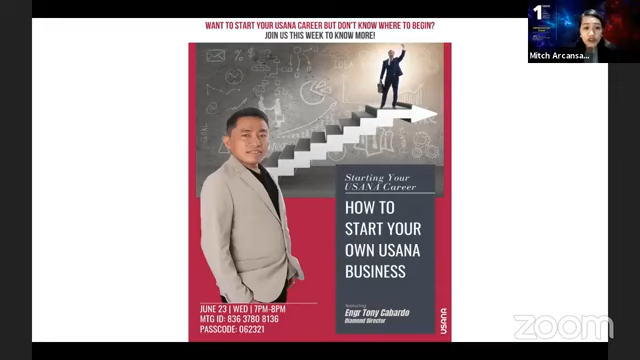 WANT TO START YOUR USANA CAREER BUT DON'T KNOW WHERE TO BEGIN?
JOIN US THIS WEEK TO KNOW MORE!
Starting Your
USANA Career
HOW TO
START YOUR
OWN USANA
BUSINESS
Engr Tony Cabardo
Diamond Director
JUNE 23 | WED | 7PM-8PM
MTG ID: 836 3780 8136
PASSCODE: 062321
USANA
1
Mitch Arcansa...
zoom